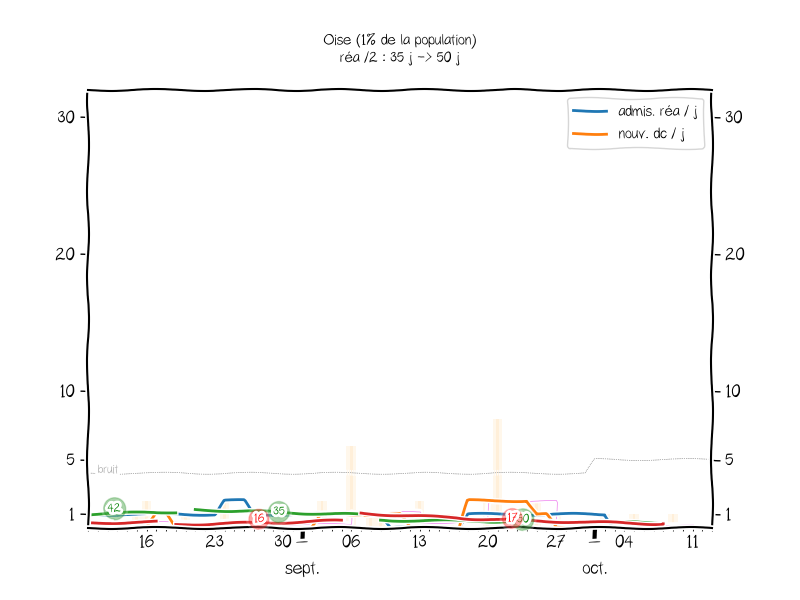 Oise (1% de la population)
réa /2 : 35 j -> 50 j
admis. réa / j
nouv. dc / j
30 30
20 20
10 10
5 5
bruit
1 1
42 16 35 17
16 23 30 06 13 20 27 04 11
sept. oct.